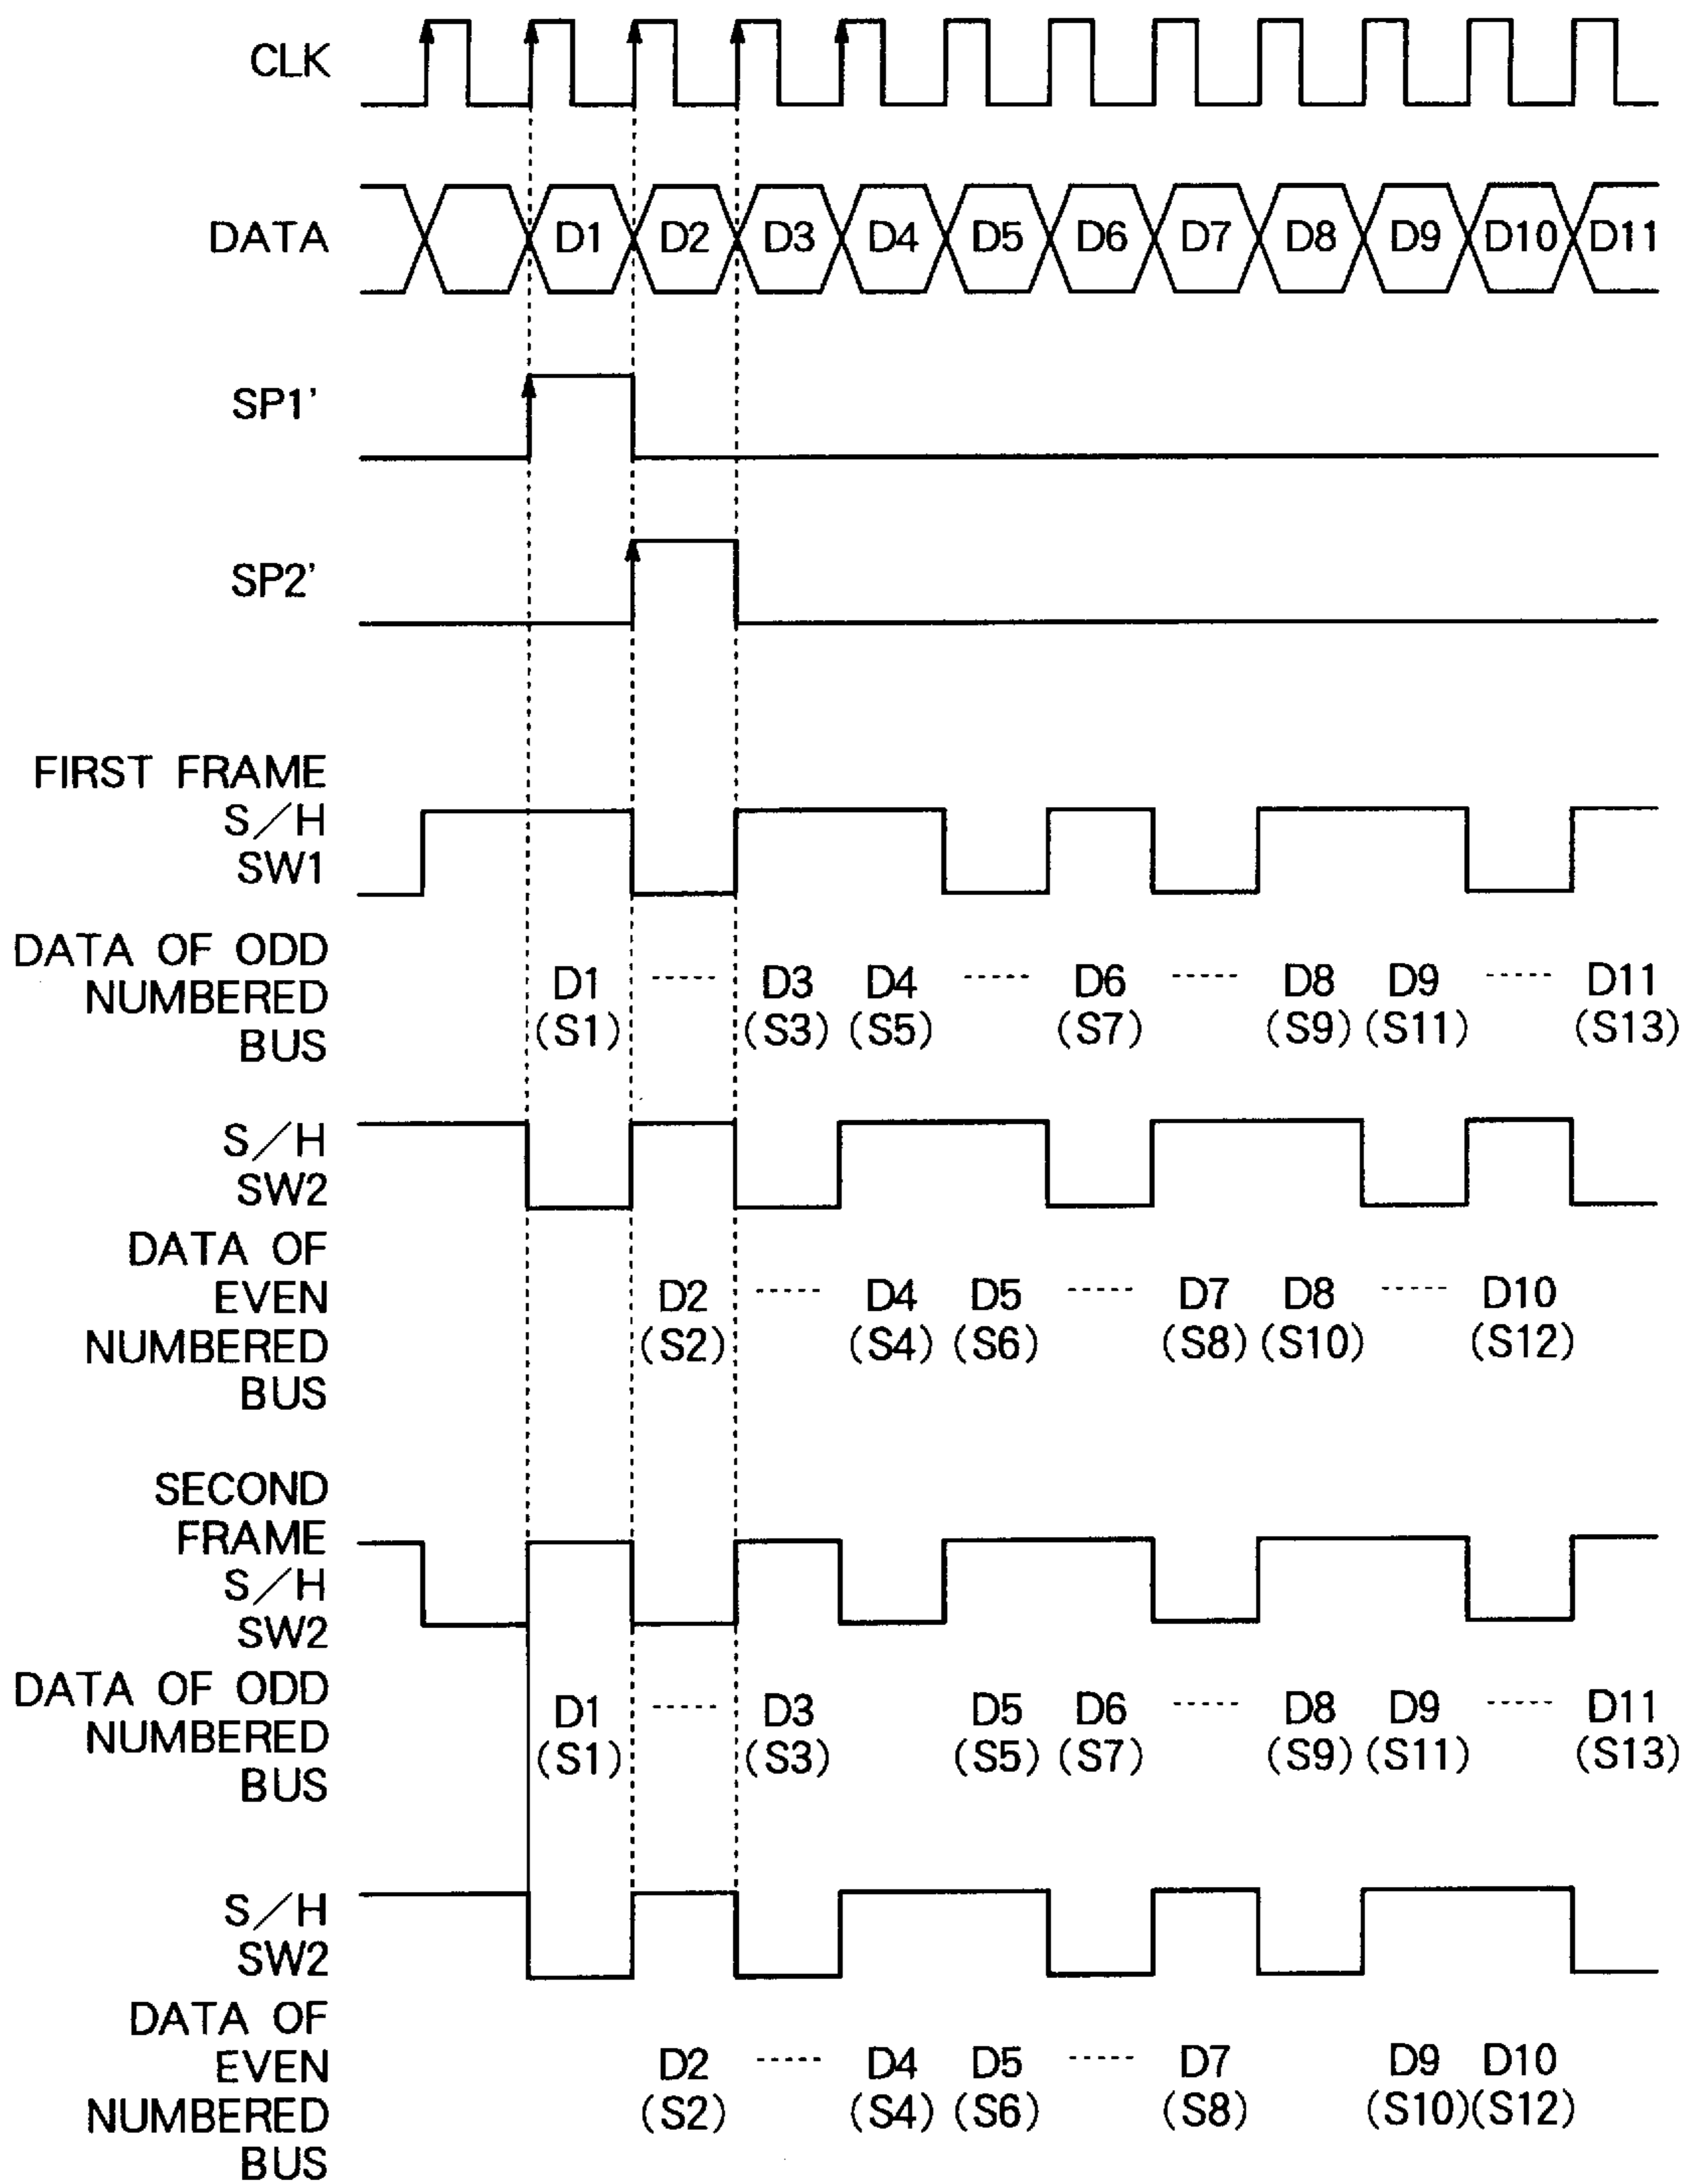 CLK
DATA D1 D2 D3 D4 D5 D6 D7 D8 D9 D10 D11
SP1'
SP2'
FIRST FRAME
S/H
SW1
DATA OF ODD
NUMBERED
BUS
D1 ----- D3 D4 ----- D6 ----- D8 D9 ----- D11
(S1) (S3) (S5) (S7) (S9) (S11) (S13)
S/H
SW2
DATA OF
EVEN
NUMBERED
BUS
D2 ----- D4 D5 ----- D7 D8 ----- D10
(S2) (S4) (S6) (S8) (S10) (S12)
SECOND
FRAME
S/H
SW2
DATA OF ODD
NUMBERED
BUS
D1 ----- D3 D5 D6 ----- D8 D9 ----- D11
(S1) (S3) (S5) (S7) (S9) (S11) (S13)
S/H
SW2
DATA OF
EVEN
NUMBERED
BUS
D2 ----- D4 D5 ----- D7 D9 D10
(S2) (S4) (S6) (S8) (S10) (S12)